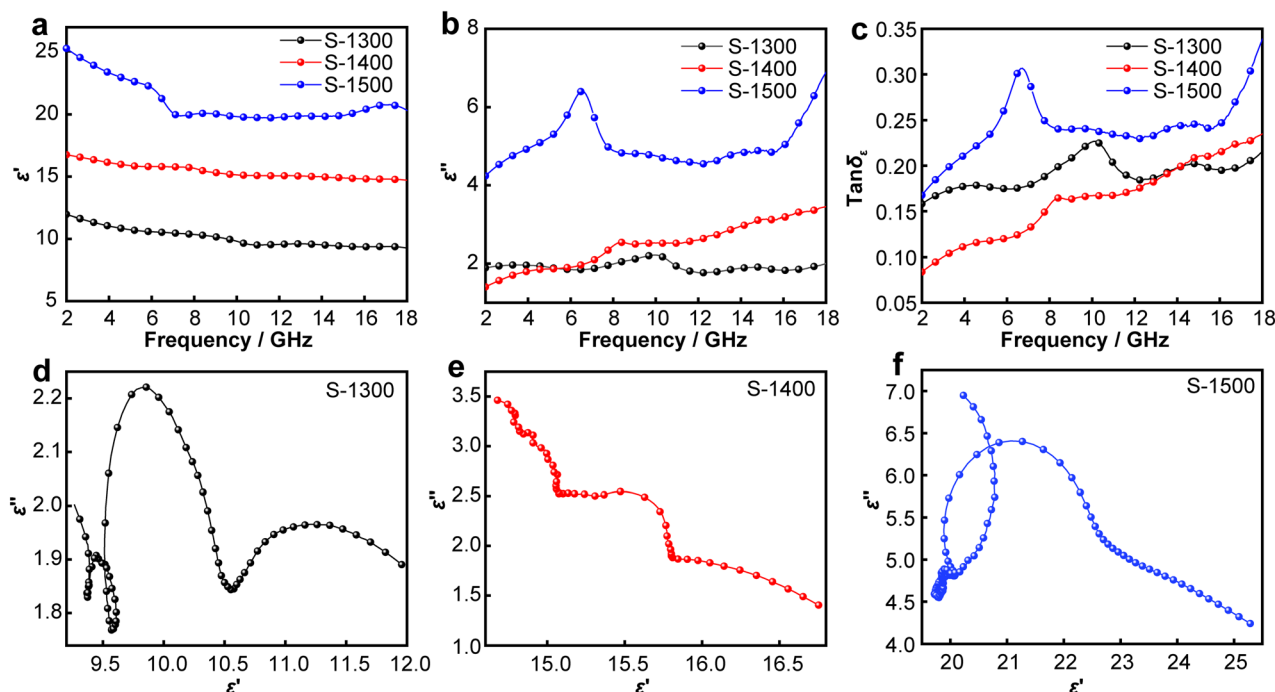 a
S-1300
S-1400
S-1500
25
20
15
10
5
ε'
2 4 6 8 10 12 14 16 18
Frequency / GHz
b
S-1300
S-1400
S-1500
8
6
4
2
ε''
2 4 6 8 10 12 14 16 18
Frequency / GHz
c
S-1300
S-1400
S-1500
0.35
0.30
0.25
0.20
0.15
0.10
0.05
Tanδε
2 4 6 8 10 12 14 16 18
Frequency / GHz
d
S-1300
2.2
2.1
2.0
1.9
1.8
ε''
9.5 10.0 10.5 11.0 11.5 12.0
ε'
e
S-1400
3.5
3.0
2.5
2.0
1.5
1.0
ε''
15.0 15.5 16.0 16.5
ε'
f
S-1500
7.0
6.5
6.0
5.5
5.0
4.5
4.0
ε''
20 21 22 23 24 25
ε'